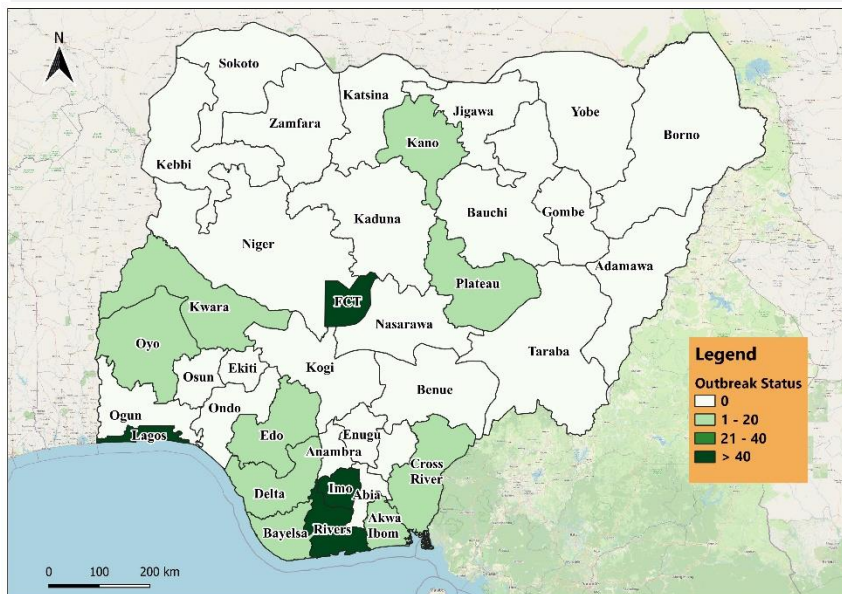 N
Sokoto
Katsina
Jigawa
Yobe
Borno
Zamfara
Kano
Kebbi
Kaduna
Bauchi
Gombe
Niger
Adamawa
Plateau
FCT
Kwara
Nasarawa
Oyo
Taraba
Kogi
Osun
Ekiti
Benue
Ogun
Ondo
Lagos
Edo
Enugu
Anambra
Cross
River
Imo
Abia
Delta
Akwa
Ibom
Rivers
Bayelsa
Legend
Outbreak Status
0
1 - 20
21 - 40
> 40
0 100 200 km